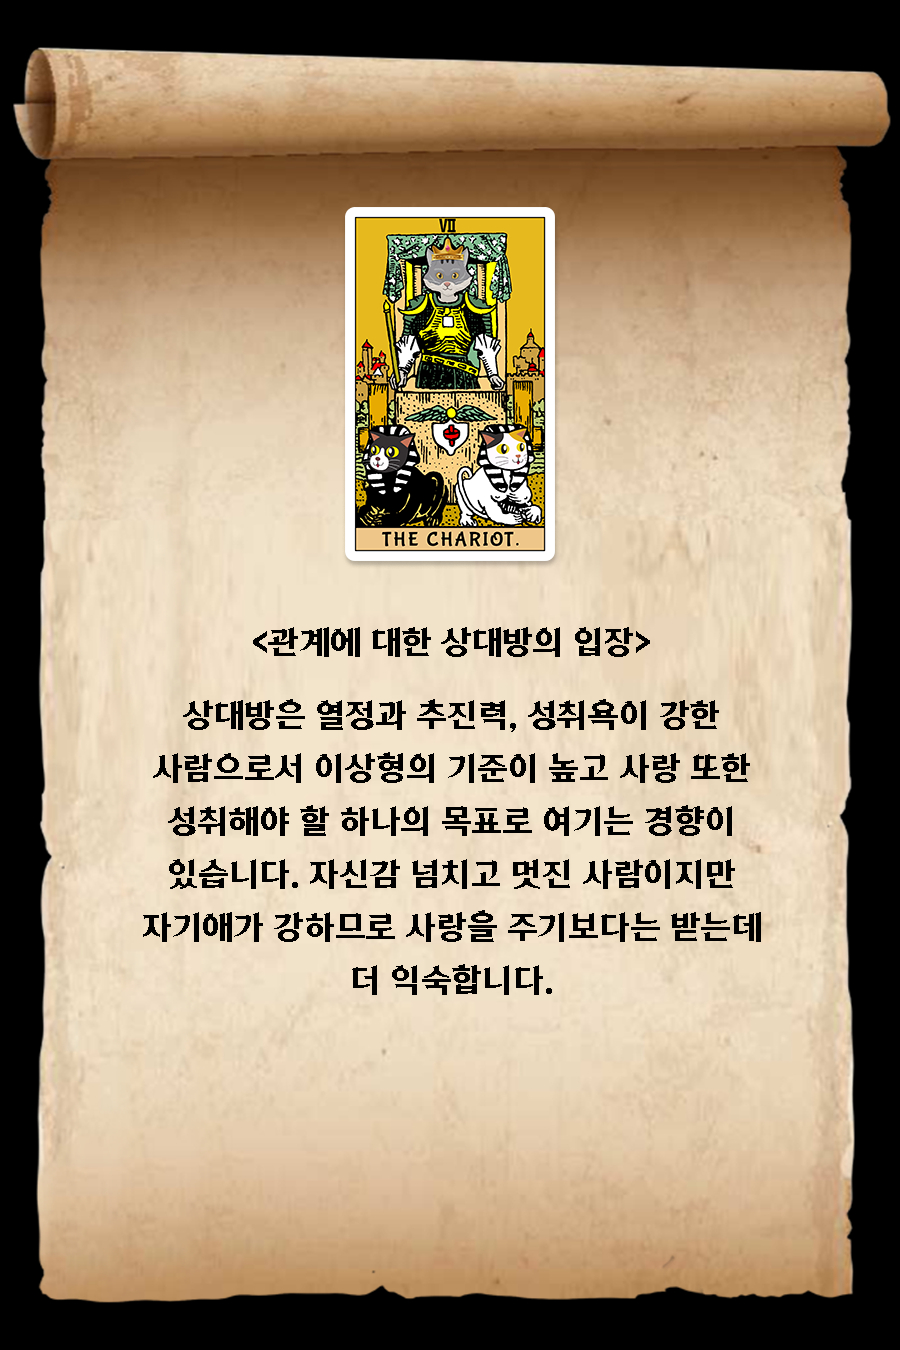 VII
THE CHARIOT.
<관계에 대한 상대방의 입장>
상대방은 열정과 추진력, 성취욕이 강한
사람으로서 이상형의 기준이 높고 사랑 또한
성취해야 할 하나의 목표로 여기는 경향이
있습니다. 자신감 넘치고 멋진 사람이지만
자기애가 강하므로 사랑을 주기보다는 받는데
더 익숙합니다.